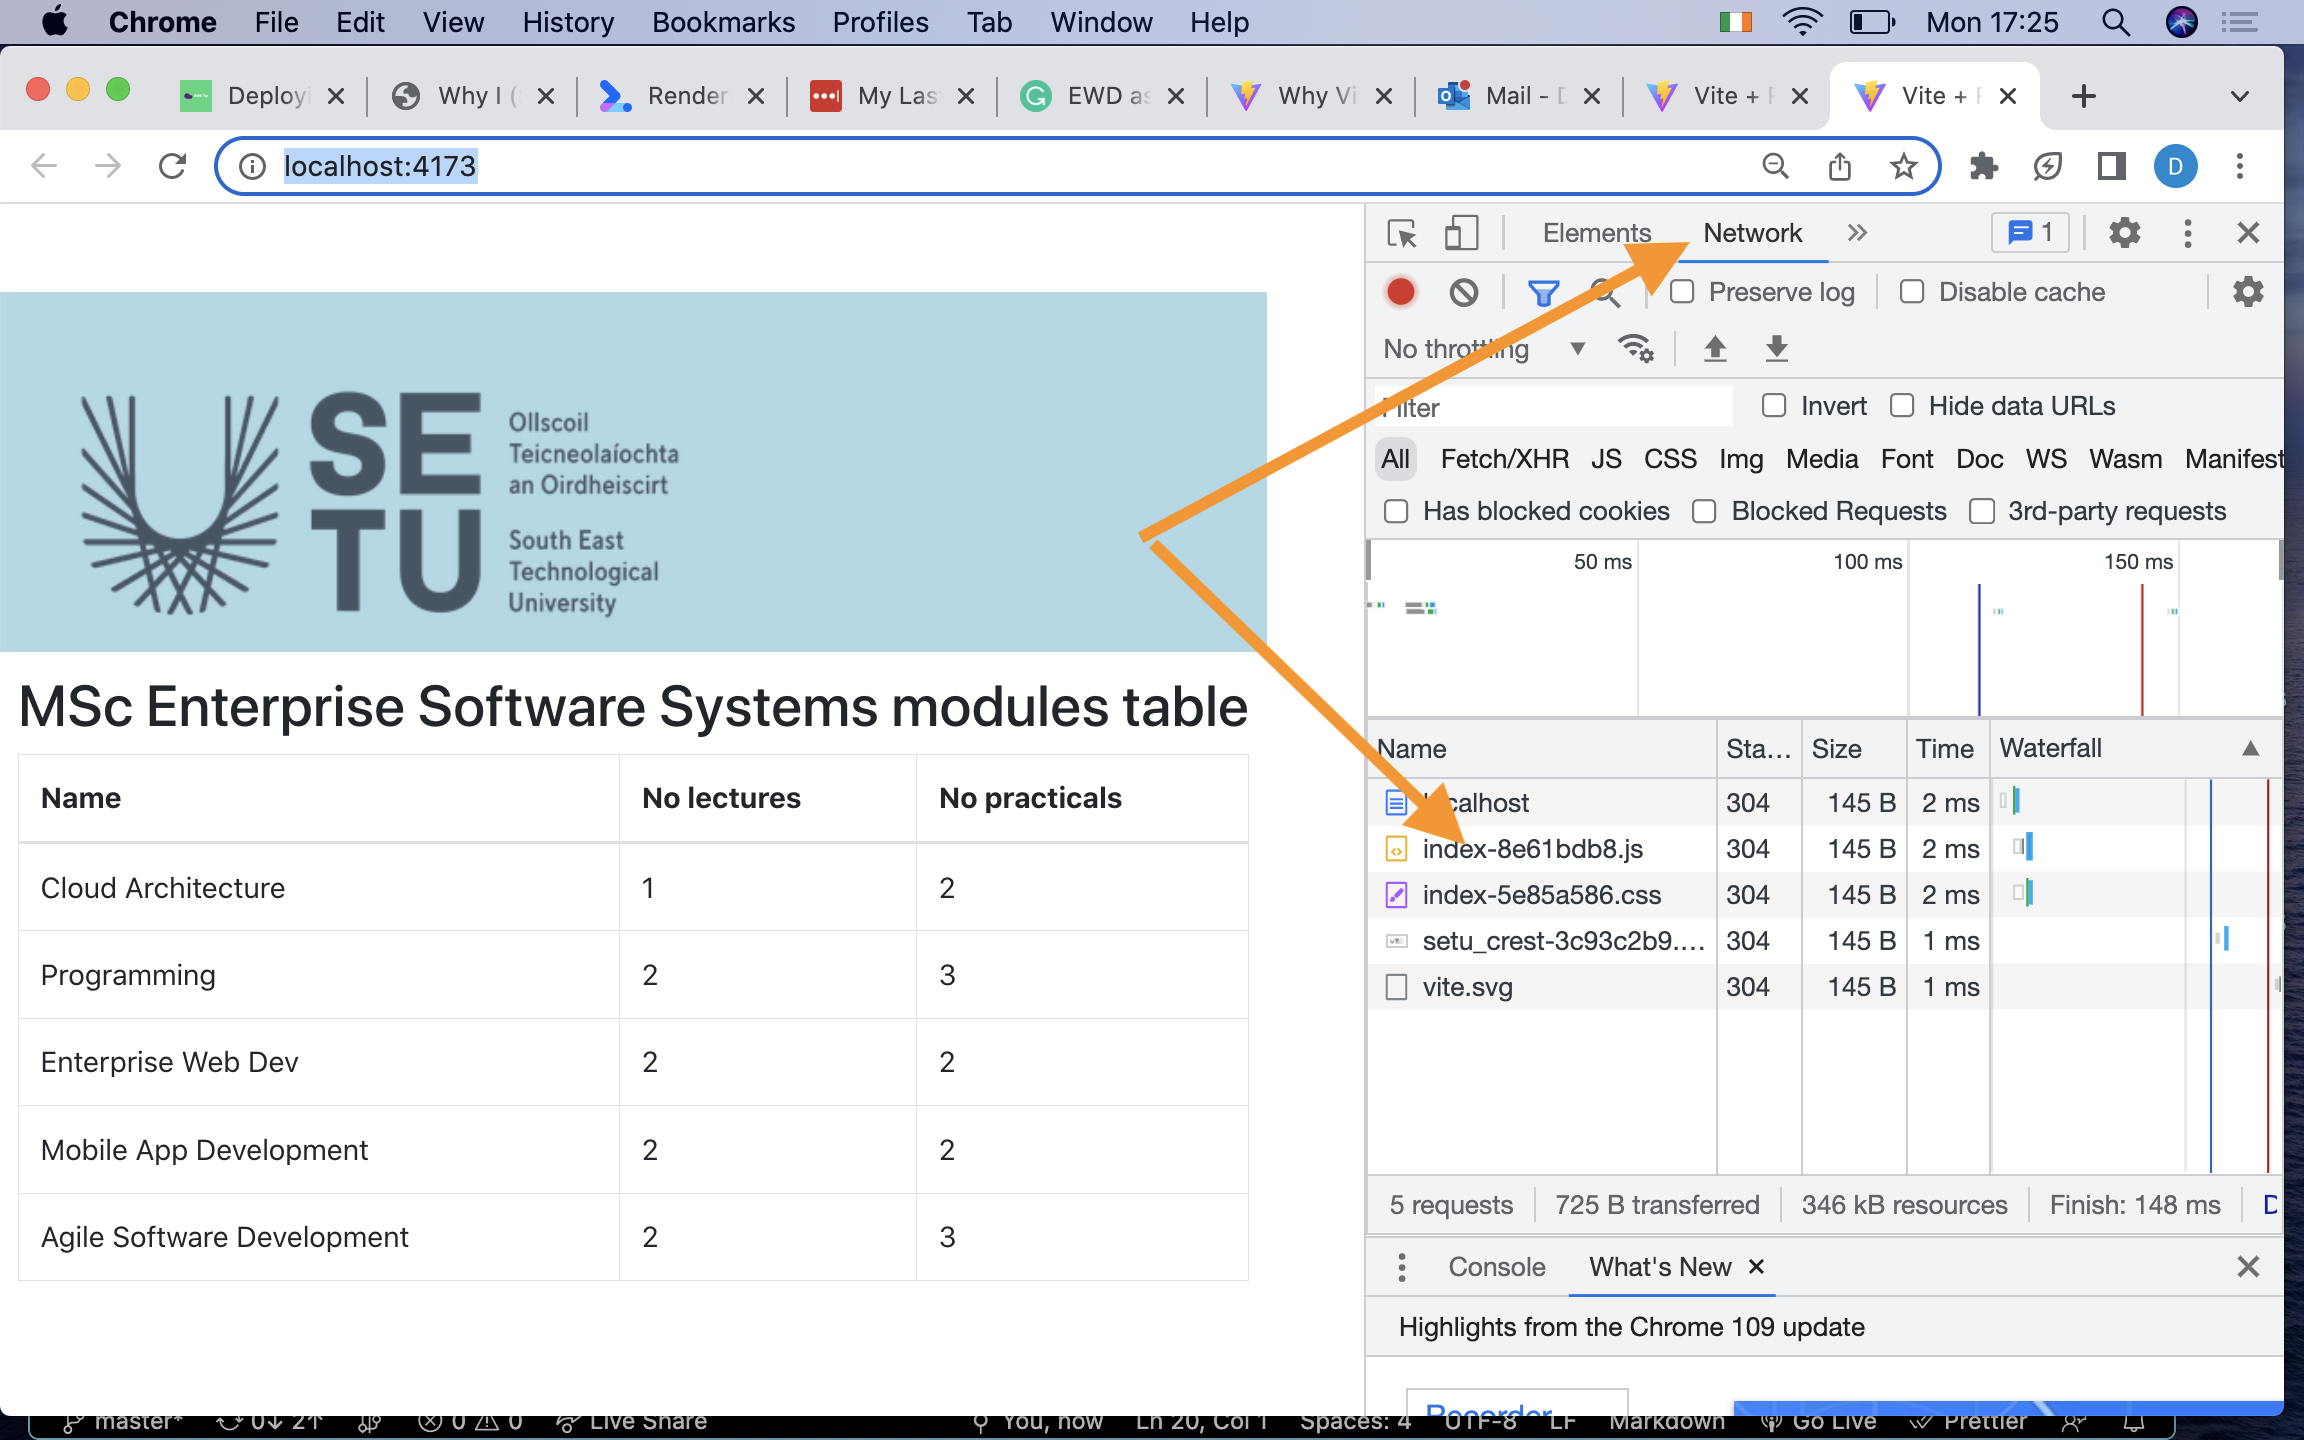 Chrome File Edit View History Bookmarks Profiles Tab Window Help Mon 17:25
Deployi Why I ( Render My Las EWD as Why Vi Mail - Vite + Vite +
localhost:4173 D
Elements Network 1
Preserve log Disable cache
No throttling
Filter Invert Hide data URLs
All Fetch/XHR JS CSS Img Media Font Doc WS Wasm Manifest
Has blocked cookies Blocked Requests 3rd-party requests
50 ms 100 ms 150 ms
SE
TU
Ollscoil
Teicneolaíochta
an Oirdheiscirt
South East
Technological
University
MSc Enterprise Software Systems modules table
Name No lectures No practicals
Cloud Architecture 1 2
Programming 2 3
Enterprise Web Dev 2 2
Mobile App Development 2 2
Agile Software Development 2 3
Name Sta... Size Time Waterfall
localhost 304 145 B 2 ms
index-8e61bdb8.js 304 145 B 2 ms
index-5e85a586.css 304 145 B 2 ms
setu_crest-3c93c2b9.... 304 145 B 1 ms
vite.svg 304 145 B 1 ms
5 requests 725 B transferred 346 kB resources Finish: 148 ms D
Console What's New
Highlights from the Chrome 109 update
Recorder
master* 0↓ 2↑ 0 0 Live Share You, now Ln 20, Col 1 Spaces: 4 UTF-8 LF Markdown Go Live Prettier